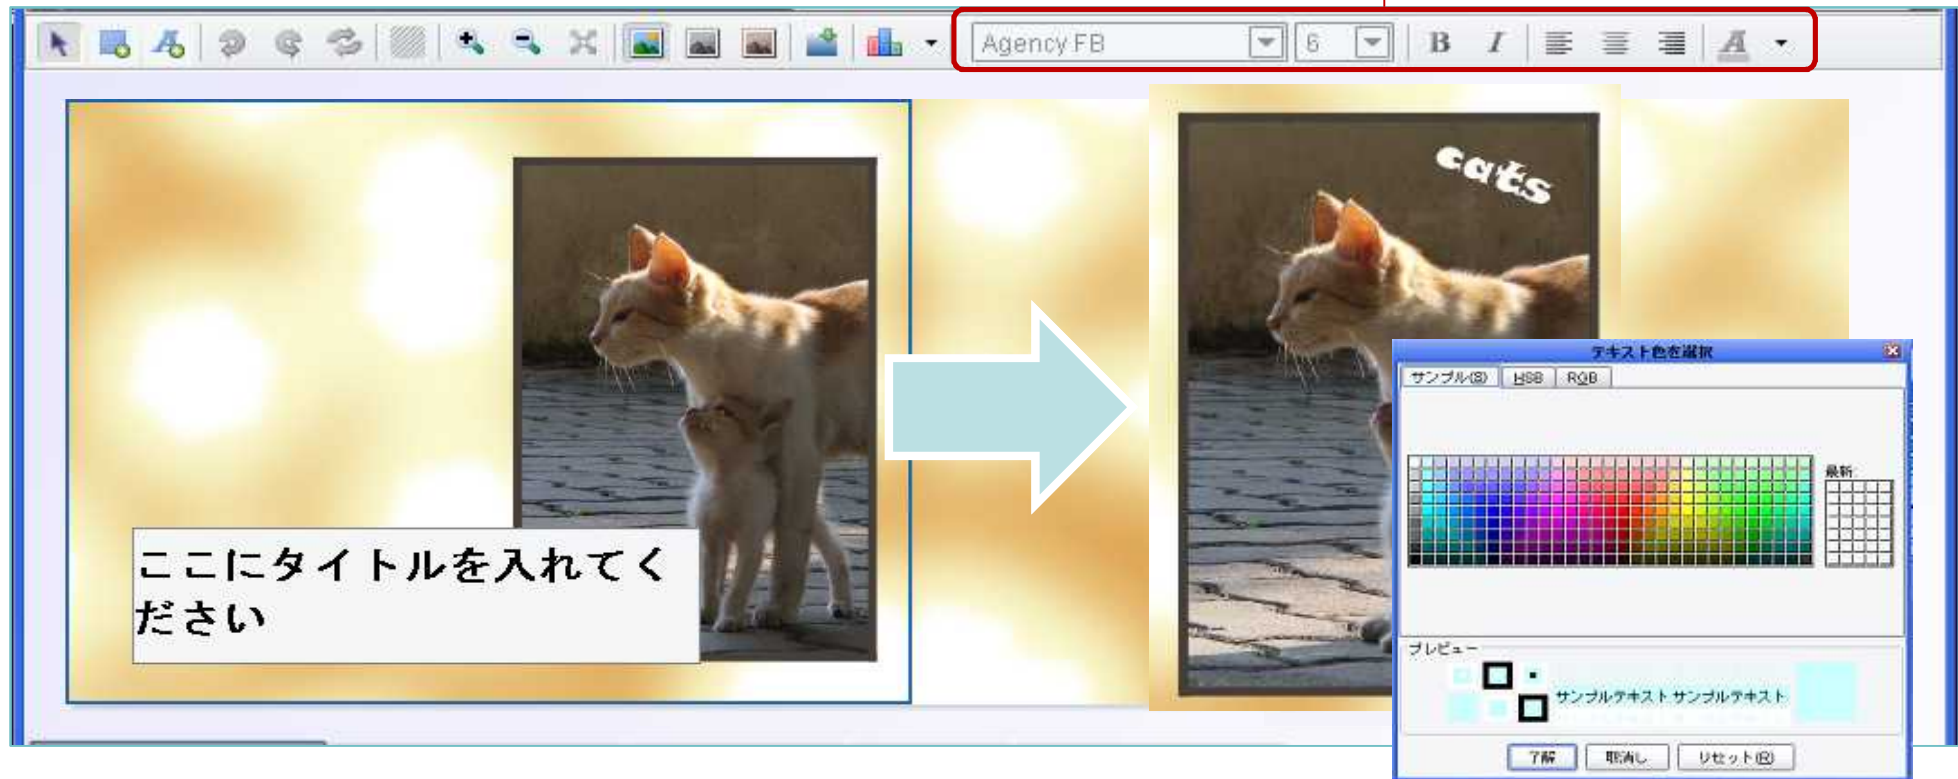 Agency FB
6
B
I
A
cats
ここにタイトルを入れてく
ださい
テキスト色を選択
サンプル(S)
HSB
RGB
最新:
プレビュー
サンプルテキスト サンプルテキスト
了解
取消し
リセット(R)